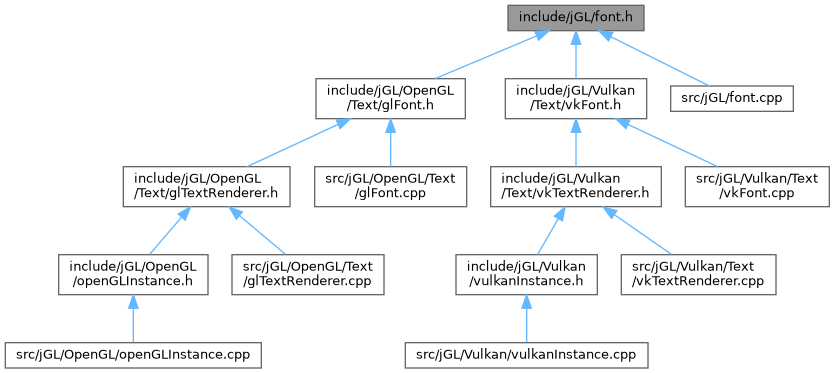 include/jGL/font.h
include/jGL/OpenGL
/Text/glFont.h
include/jGL/Vulkan
/Text/vkFont.h
src/jGL/font.cpp
include/jGL/OpenGL
/Text/glTextRenderer.h
src/jGL/OpenGL/Text
/glFont.cpp
include/jGL/Vulkan
/Text/vkTextRenderer.h
src/jGL/Vulkan/Text
/vkFont.cpp
include/jGL/OpenGL
/openGLInstance.h
src/jGL/OpenGL/Text
/glTextRenderer.cpp
include/jGL/Vulkan
/vulkanInstance.h
src/jGL/Vulkan/Text
/vkTextRenderer.cpp
src/jGL/OpenGL/openGLInstance.cpp
src/jGL/Vulkan/vulkanInstance.cpp